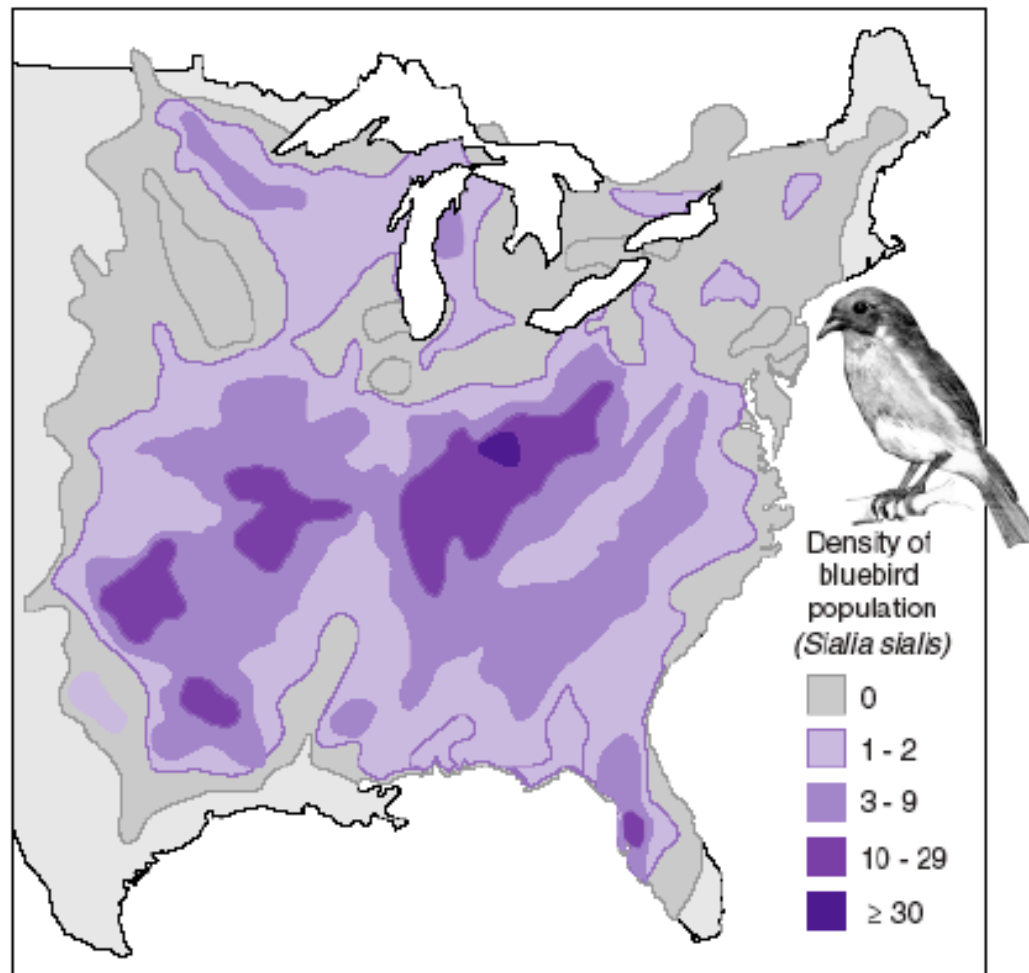 Density of
bluebird
population
(Sialia sialis)
0
1 - 2
3 - 9
10 - 29
≥ 30